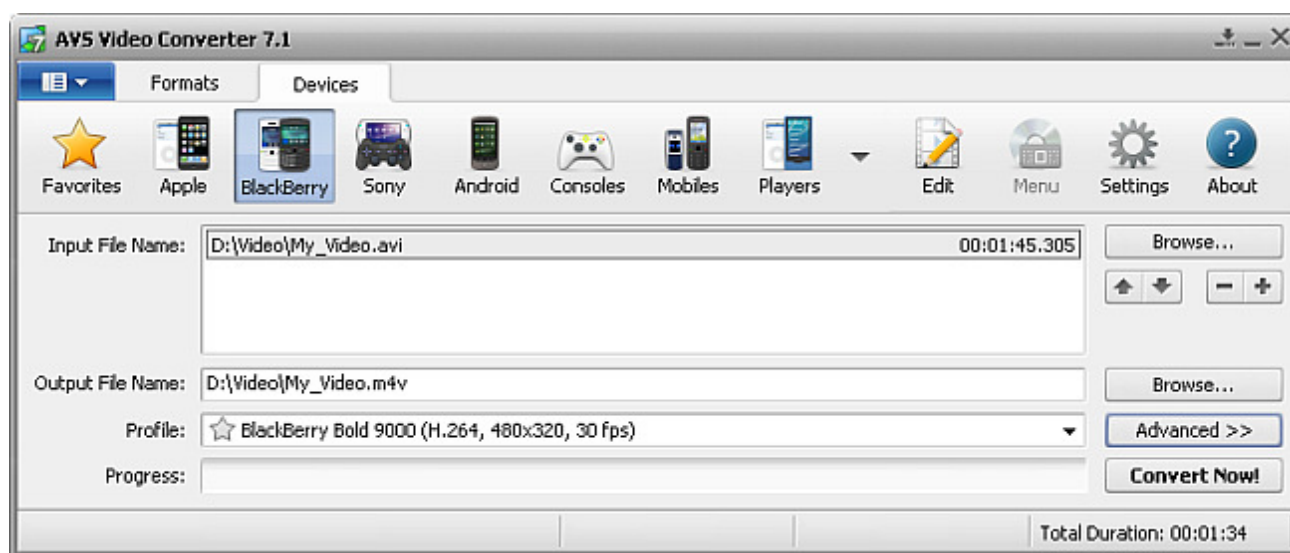 AVS Video Converter 7.1
Formats Devices
Favorites Apple BlackBerry Sony Android Consoles Mobiles Players Edit Menu Settings About
Input File Name: D:\Video\My_Video.avi 00:01:45.305 Browse...
Output File Name: D:\Video\My_Video.m4v Browse...
Profile: BlackBerry Bold 9000 (H.264, 480x320, 30 fps) Advanced >>
Progress: Convert Now!
Total Duration: 00:01:34